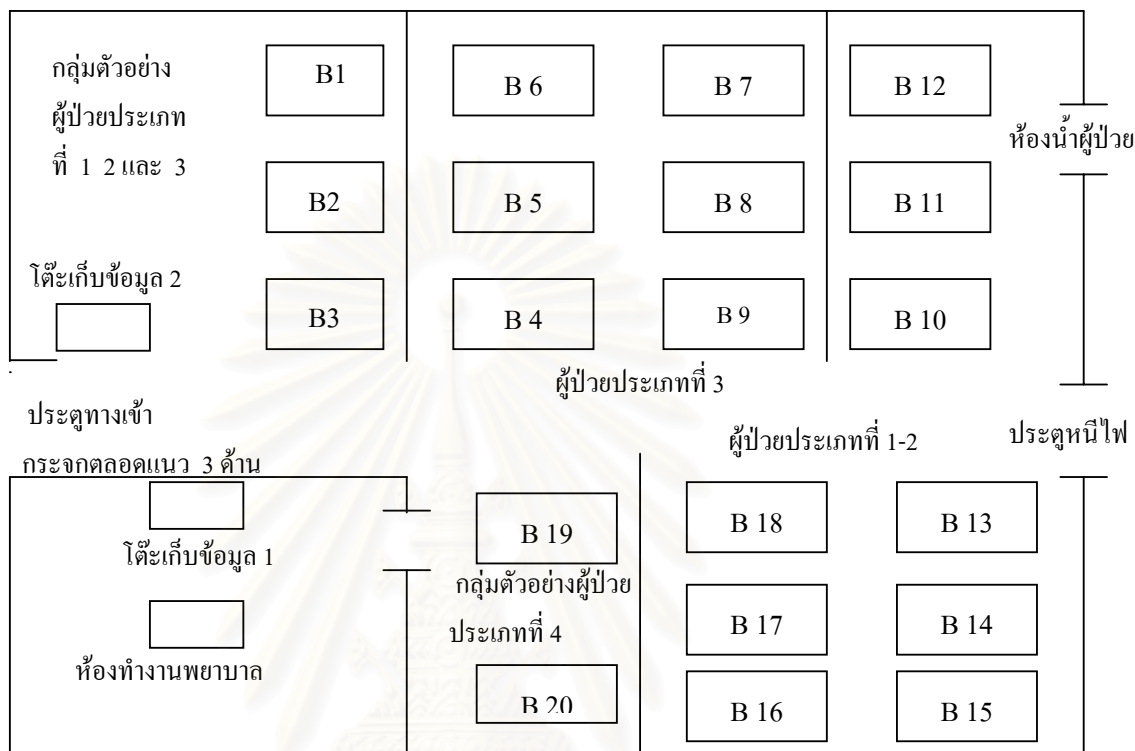 กลุ่มตัวอย่าง
ผู้ป่วยประเภท
ที่ 1 2 และ 3
B1
B 6
B 7
B 12
ห้องน้ำผู้ป่วย
B2
B 5
B 8
B 11
โต๊ะเก็บข้อมูล 2
B3
B 4
B 9
B 10
ผู้ป่วยประเภทที่ 3
ประตูทางเข้า
ผู้ป่วยประเภทที่ 1-2
ประตูหนีไฟ
กระจกตลอดแนว 3 ด้าน
โต๊ะเก็บข้อมูล 1
B 19
B 18
B 13
กลุ่มตัวอย่างผู้ป่วย
ประเภทที่ 4
B 17
B 14
ห้องทำงานพยาบาล
B 20
B 16
B 15